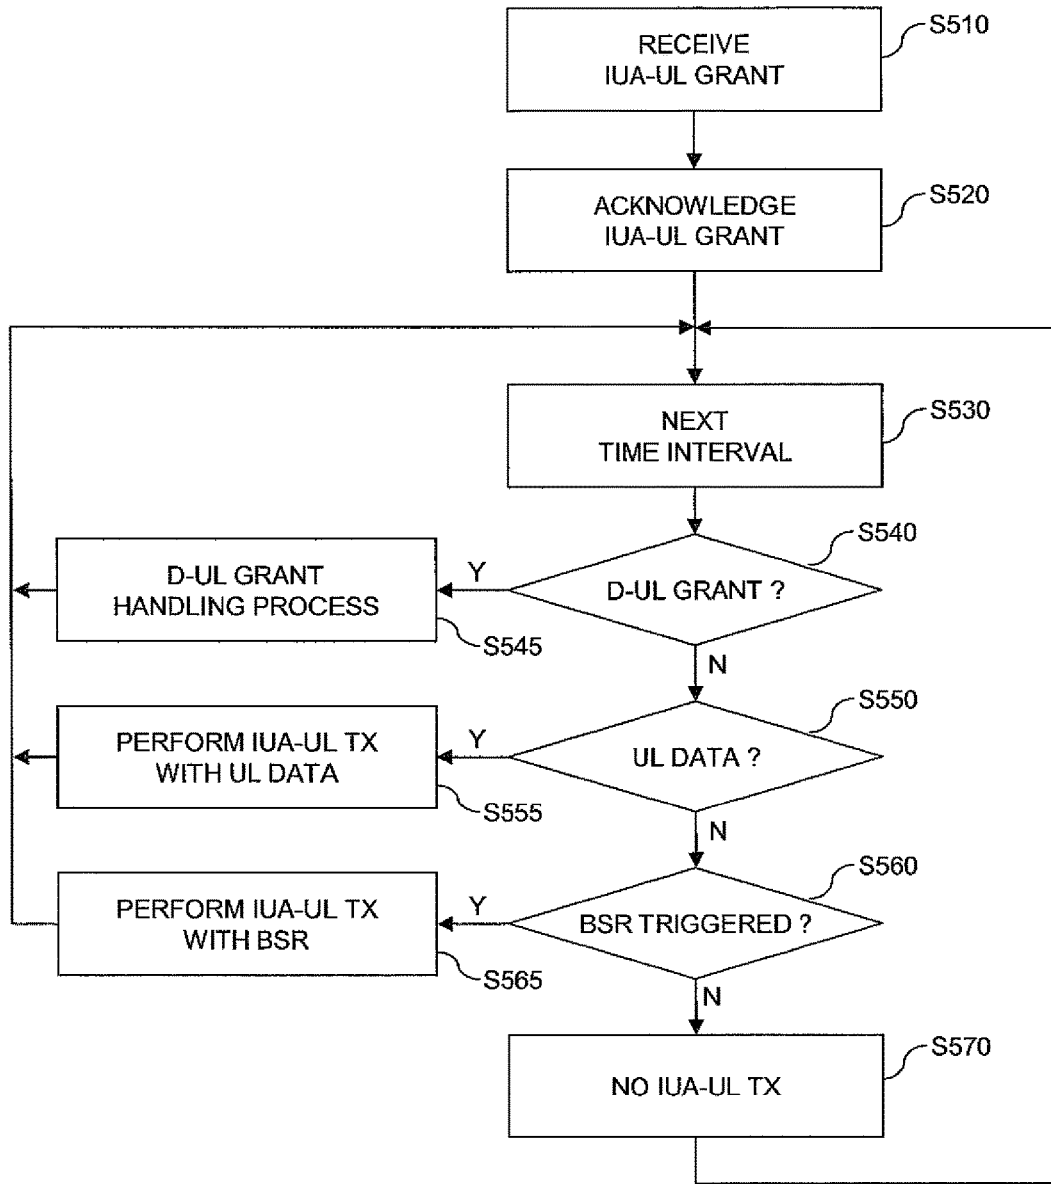 RECEIVE
IUA-UL GRANT
S510
ACKNOWLEDGE
IUA-UL GRANT
S520
NEXT
TIME INTERVAL
S530
D-UL GRANT ?
S540
Y
D-UL GRANT
HANDLING PROCESS
S545
N
UL DATA ?
S550
Y
PERFORM IUA-UL TX
WITH UL DATA
S555
N
BSR TRIGGERED ?
S560
Y
PERFORM IUA-UL TX
WITH BSR
S565
N
NO IUA-UL TX
S570